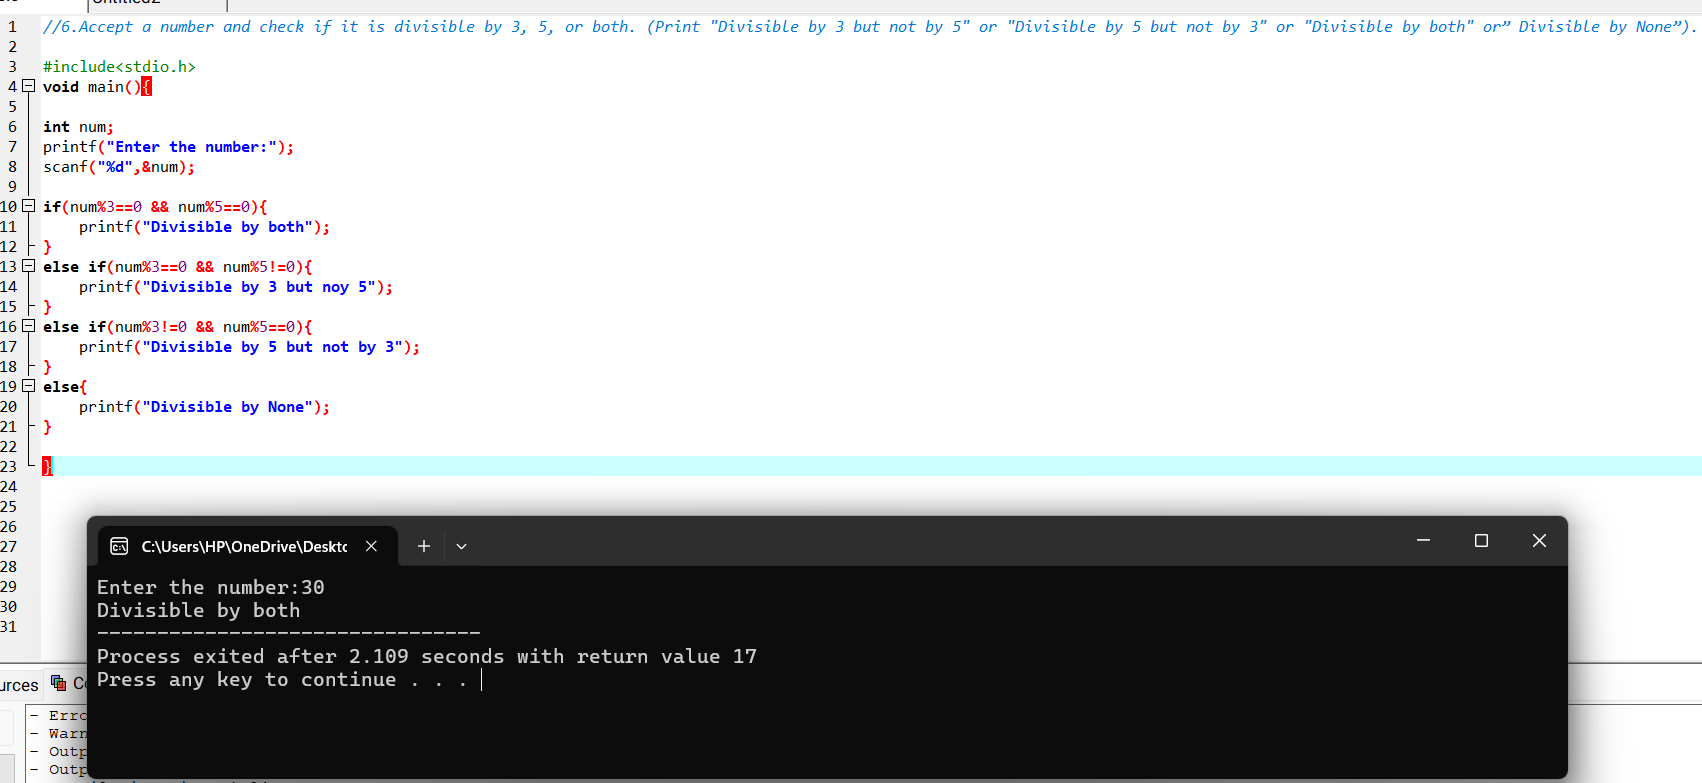 Untitled2
1 //6.Accept a number and check if it is divisible by 3, 5, or both. (Print "Divisible by 3 but not by 5" or "Divisible by 5 but not by 3" or "Divisible by both" or” Divisible by None”).
2
3 #include<stdio.h>
4 void main(){
5
6 int num;
7 printf("Enter the number:");
8 scanf("%d",&num);
9
10 if(num%3==0 && num%5==0){
11 printf("Divisible by both");
12 }
13 else if(num%3==0 && num%5!=0){
14 printf("Divisible by 3 but noy 5");
15 }
16 else if(num%3!=0 && num%5==0){
17 printf("Divisible by 5 but not by 3");
18 }
19 else{
20 printf("Divisible by None");
21 }
22
23 }
24
25
26
27
28
29
30
31
C:\Users\HP\OneDrive\Deskto
Enter the number:30
Divisible by both
--------------------------------
Process exited after 2.109 seconds with return value 17
Press any key to continue . . .
urces Co
- Erro
- Warn
- Outp
- Outp